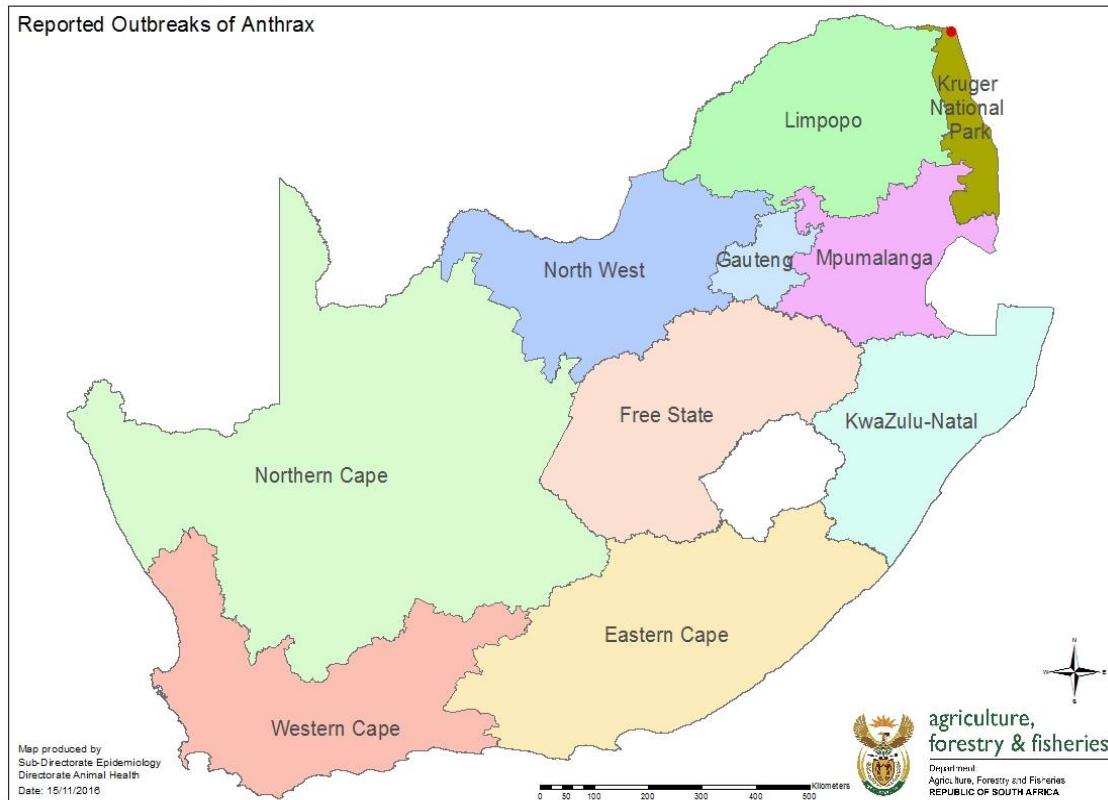 Reported Outbreaks of Anthrax
Kruger
National
Park
Limpopo
North West
Gauteng
Mpumalanga
Free State
KwaZulu-Natal
Northern Cape
Eastern Cape
Western Cape
N
W
E
S
Map produced by
Sub-Directorate Epidemiology
Directorate Animal Health
Date: 15/11/2016
Kilometers
0 50 100 200 300 400 500
agriculture,
forestry & fisheries
Department:
Agriculture, Forestry and Fisheries
REPUBLIC OF SOUTH AFRICA